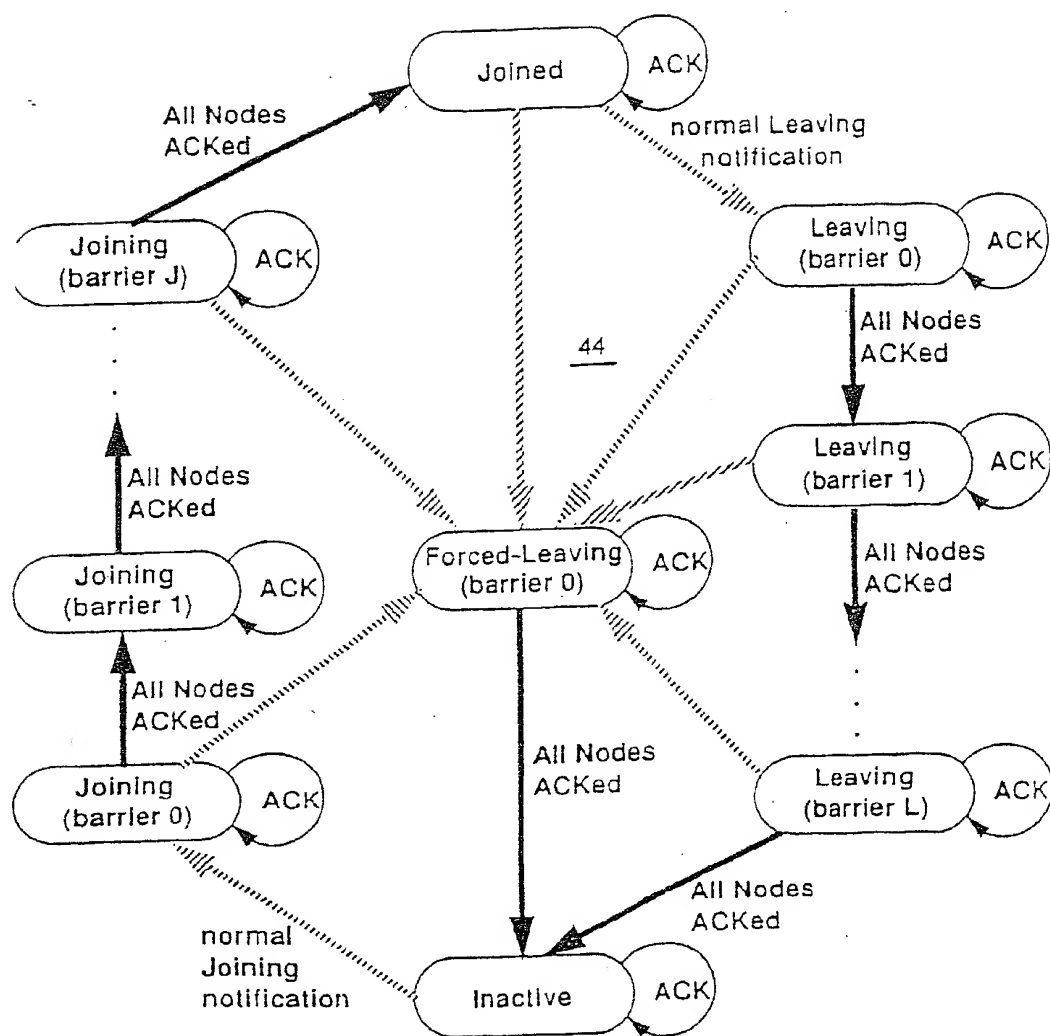 Joined
ACK
All Nodes
ACKed
normal Leaving
notification
Joining
(barrier J)
ACK
Leaving
(barrier 0)
ACK
All Nodes
ACKed
44
Leaving
(barrier 1)
ACK
All Nodes
ACKed
Forced-Leaving
(barrier 0)
ACK
Joining
(barrier 1)
ACK
All Nodes
ACKed
All Nodes
ACKed
All Nodes
ACKed
Joining
(barrier 0)
ACK
Leaving
(barrier L)
ACK
All Nodes
ACKed
normal
Joining
notification
Inactive
ACK